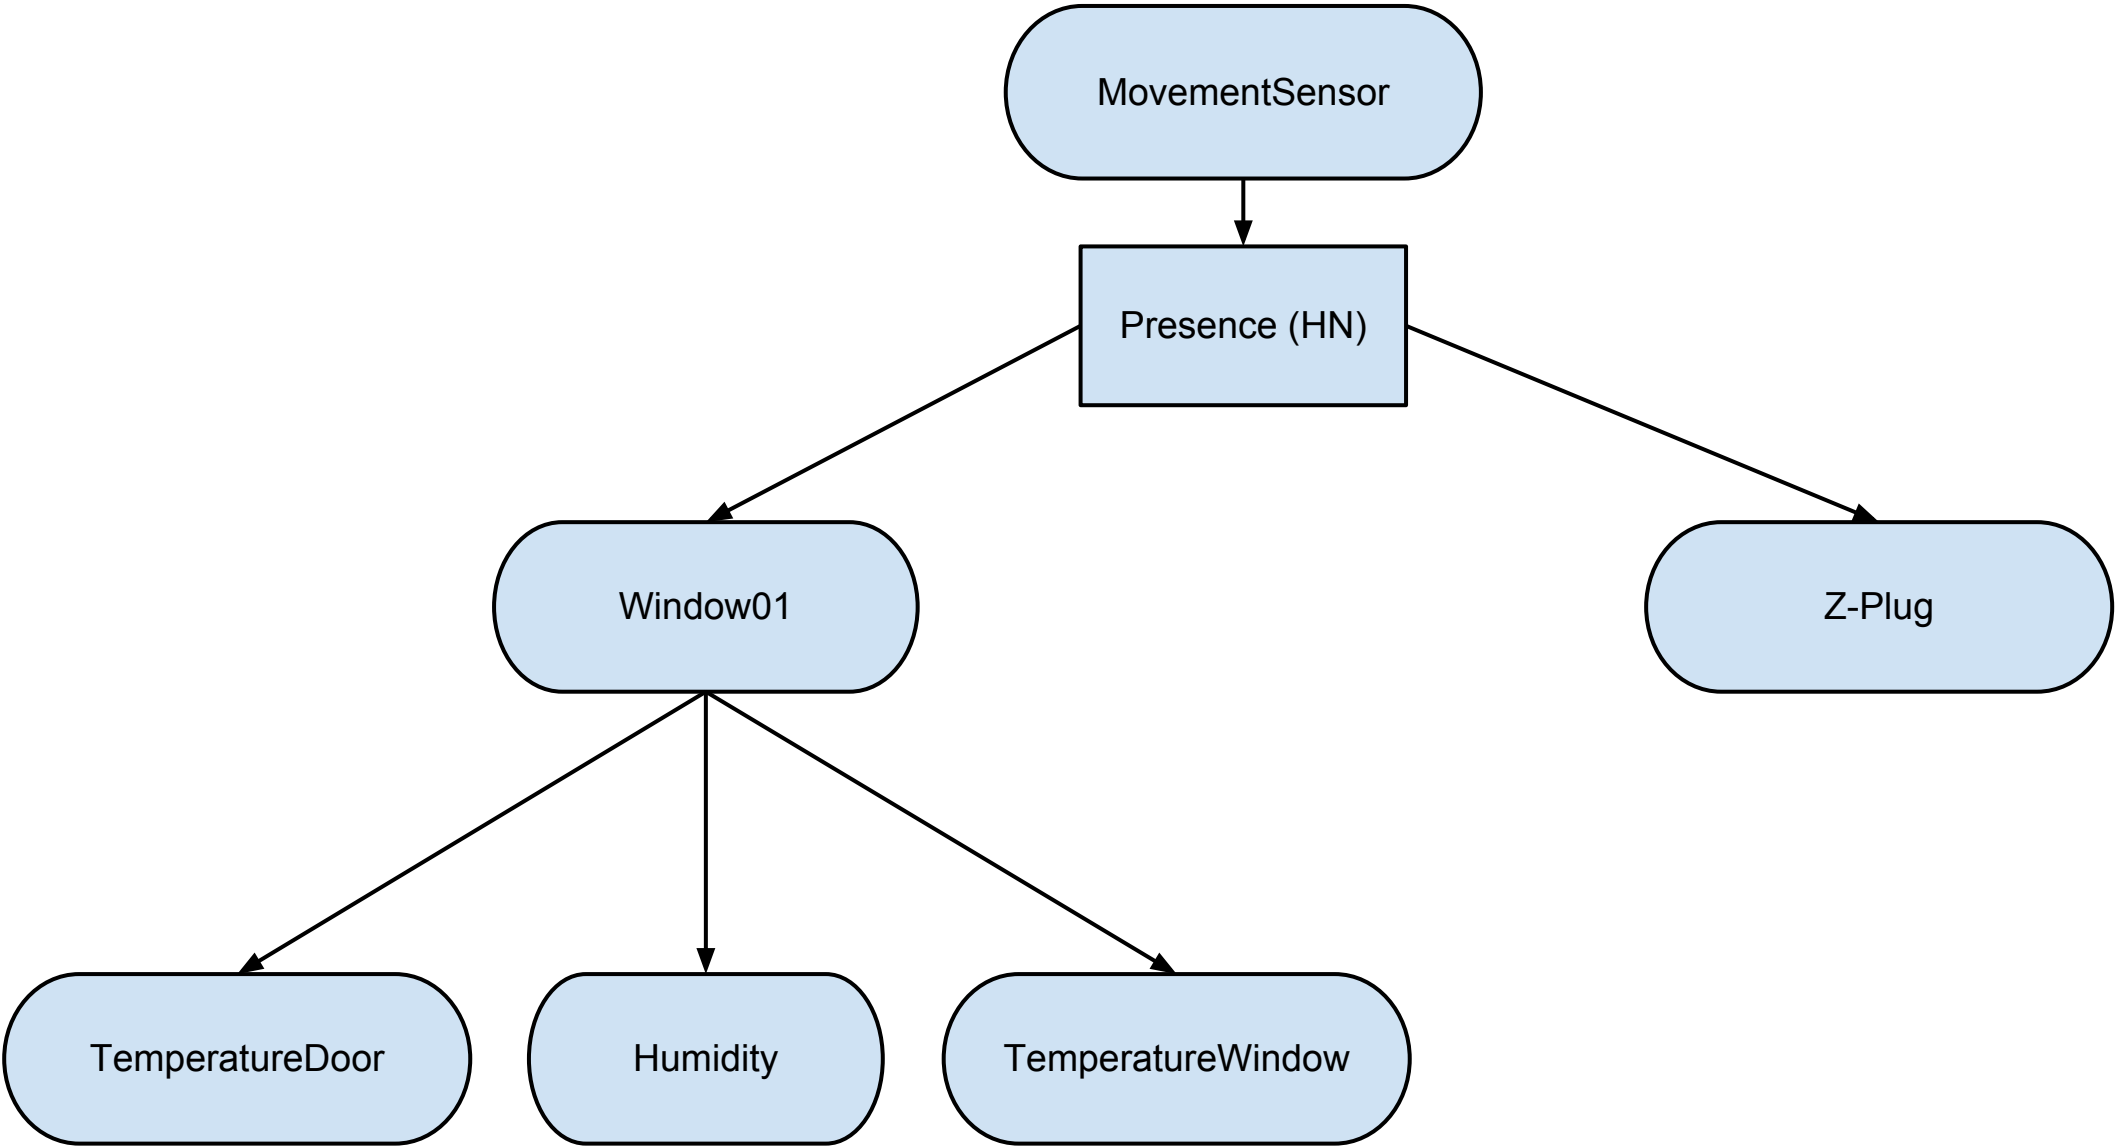 MovementSensor
Presence (HN)
Window01
Z-Plug
TemperatureDoor
Humidity
TemperatureWindow